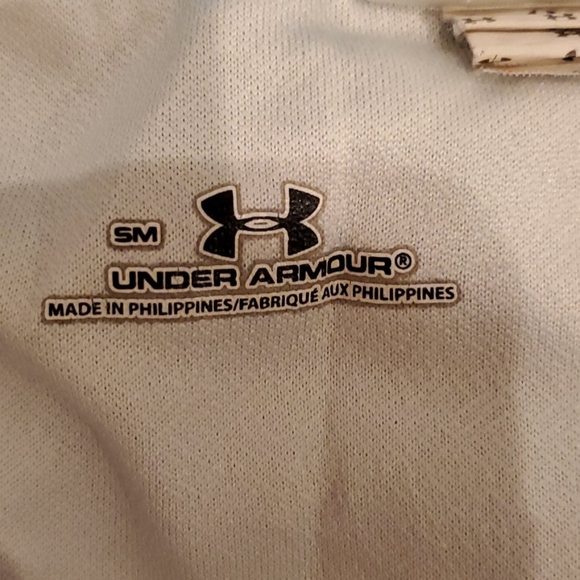 SM
UNDER ARMOUR®
MADE IN PHILIPPINES/FABRIQUÉ AUX PHILIPPINES